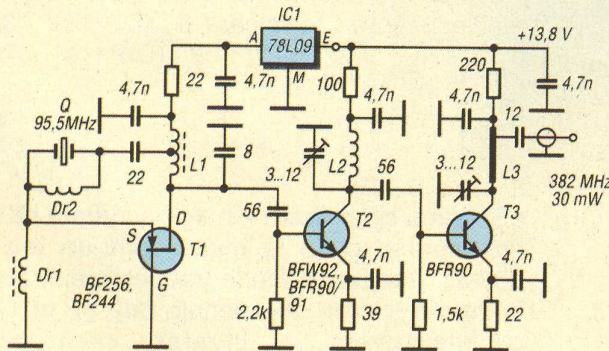 IC1
A
78L09
E
M
+13,8 V
4,7n
22
4,7n
100
4,7n
220
4,7n
4,7n
12
Q
95,5MHz
22
L1
8
3...12
L2
56
3...12
L3
382 MHz
30 mW
Dr2
56
D
S
T1
G
T2
T3
Dr1
BF256,
BF244
BFW92,
BFR90/
91
4,7n
BFR90
4,7n
2,2k
39
1,5k
22